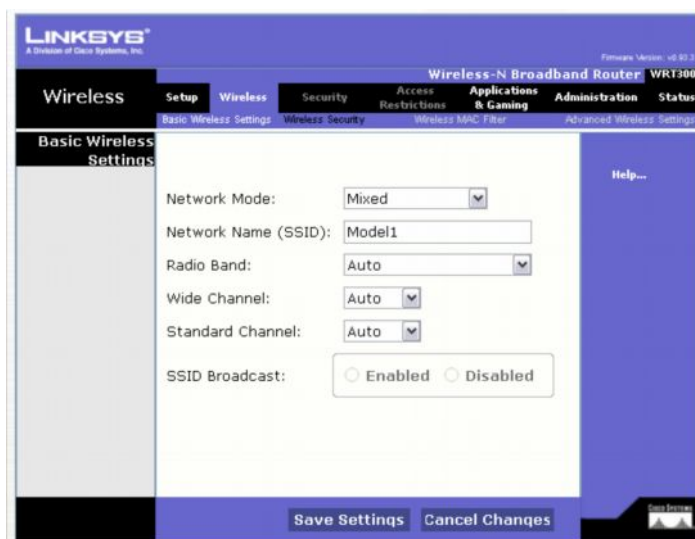 LINKSYS®
A Division of Cisco Systems, Inc.
Firmware Version: v0.93.3
Wireless-N Broadband Router WRT300
Wireless
Setup Wireless Security Access Restrictions Applications & Gaming Administration Status
Basic Wireless Settings Wireless Security Wireless MAC Filter Advanced Wireless Settings
Basic Wireless
Settings
Help...
Network Mode: Mixed
Network Name (SSID): Model1
Radio Band: Auto
Wide Channel: Auto
Standard Channel: Auto
SSID Broadcast: Enabled Disabled
Save Settings Cancel Changes
Cisco Systems